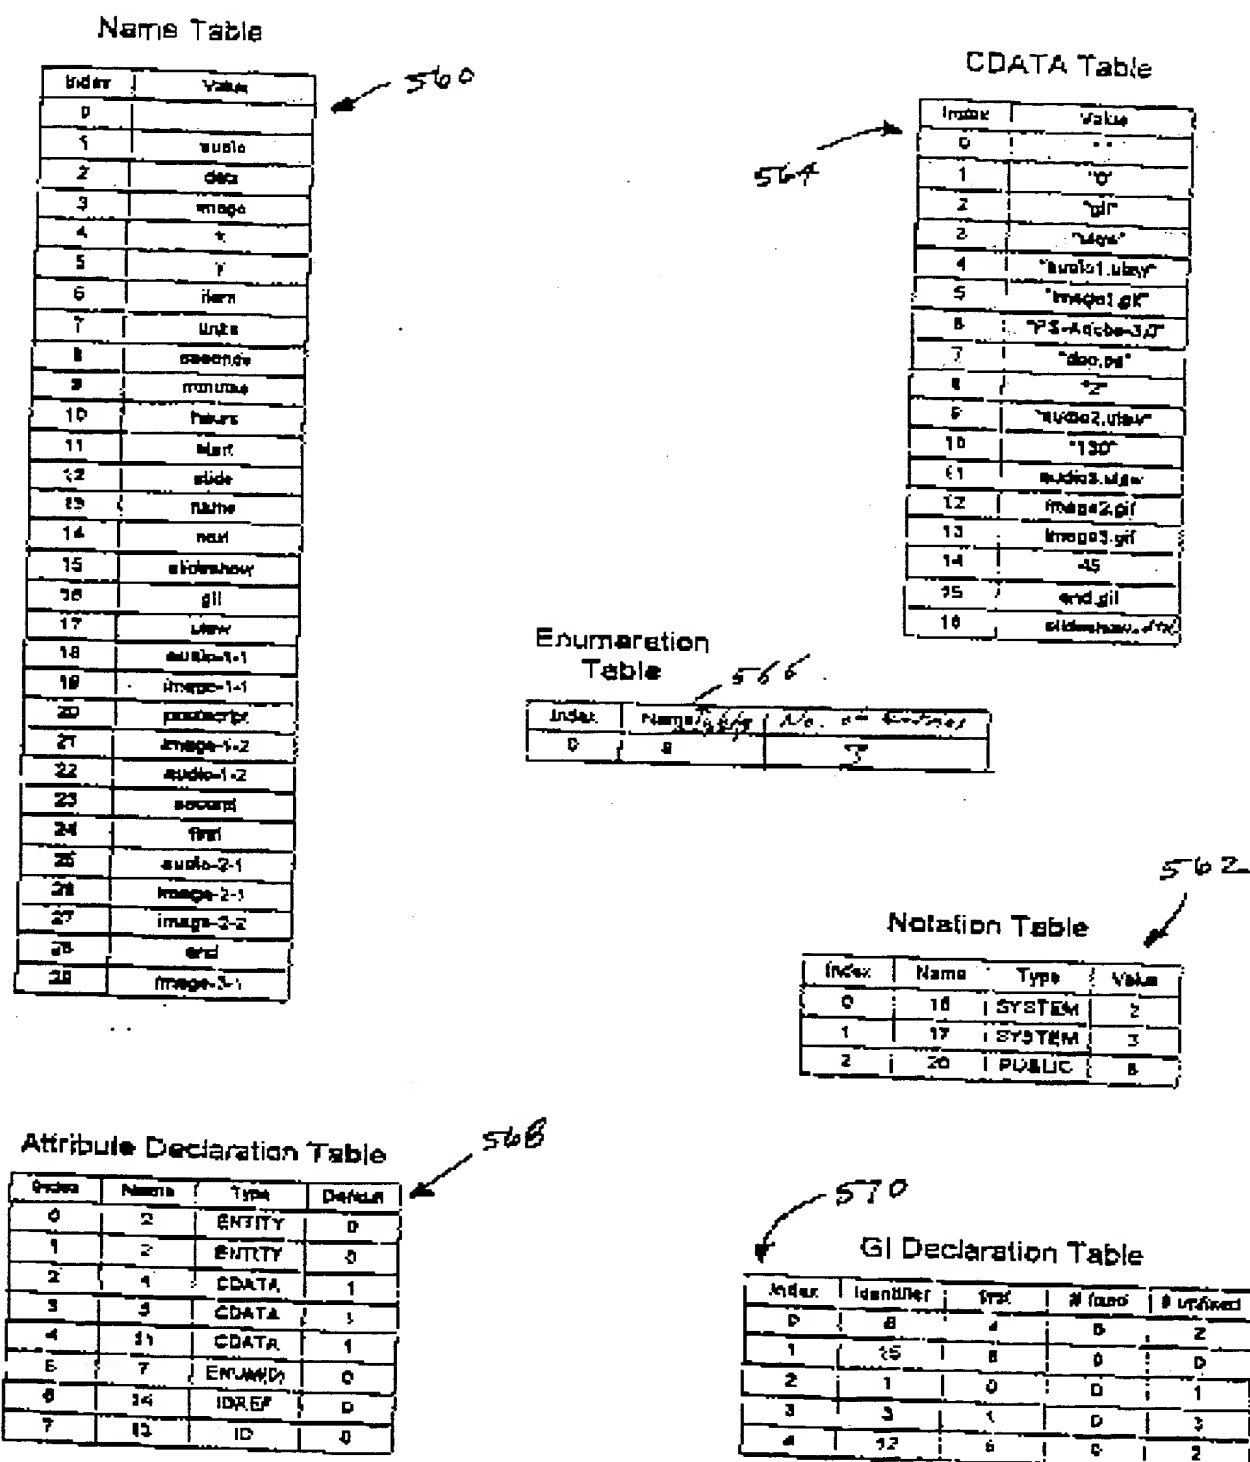 Name Table
560
Index Value
0
1 audio
2 data
3 image
4 x
5 y
6 item
7 units
8 seconds
9 minutes
10 hours
11 start
12 slide
13 name
14 next
15 slideshow
16 gif
17 ulaw
18 audio-1-1
19 image-1-1
20 postscript
21 image-1-2
22 audio-1-2
23 second
24 first
25 audio-2-1
26 image-2-1
27 image-2-2
28 end
29 image-3-1
CDATA Table
564
Index Value
0 " "
1 "0"
2 "gif"
3 "ulaw"
4 "audio1.ulaw"
5 "image1.gif"
6 "PS-Adobe-3.0"
7 "doc.ps"
8 "2"
9 "audio2.ulaw"
10 "130"
11 audio3.ulaw
12 image2.gif
13 image3.gif
14 45
15 end.gif
16 slideshow.
Enumeration
Table
566
Index Name No. of Entries
0 8 3
562
Notation Table
Index Name Type Value
0 16 SYSTEM 2
1 17 SYSTEM 3
2 20 PUBLIC 6
Attribute Declaration Table
568
Index Name Type Default
0 2 ENTITY 0
1 2 ENTITY 0
2 4 CDATA 1
3 5 CDATA 1
4 11 CDATA 1
5 7 0
6 14 IDREF 0
7 13 ID 0
570
GI Declaration Table
Index Identifier first # fixed # unfixed
0 6 4 0 2
1 15 8 0 0
2 1 0 0 1
3 3 1 0 3
4 12 6 0 2